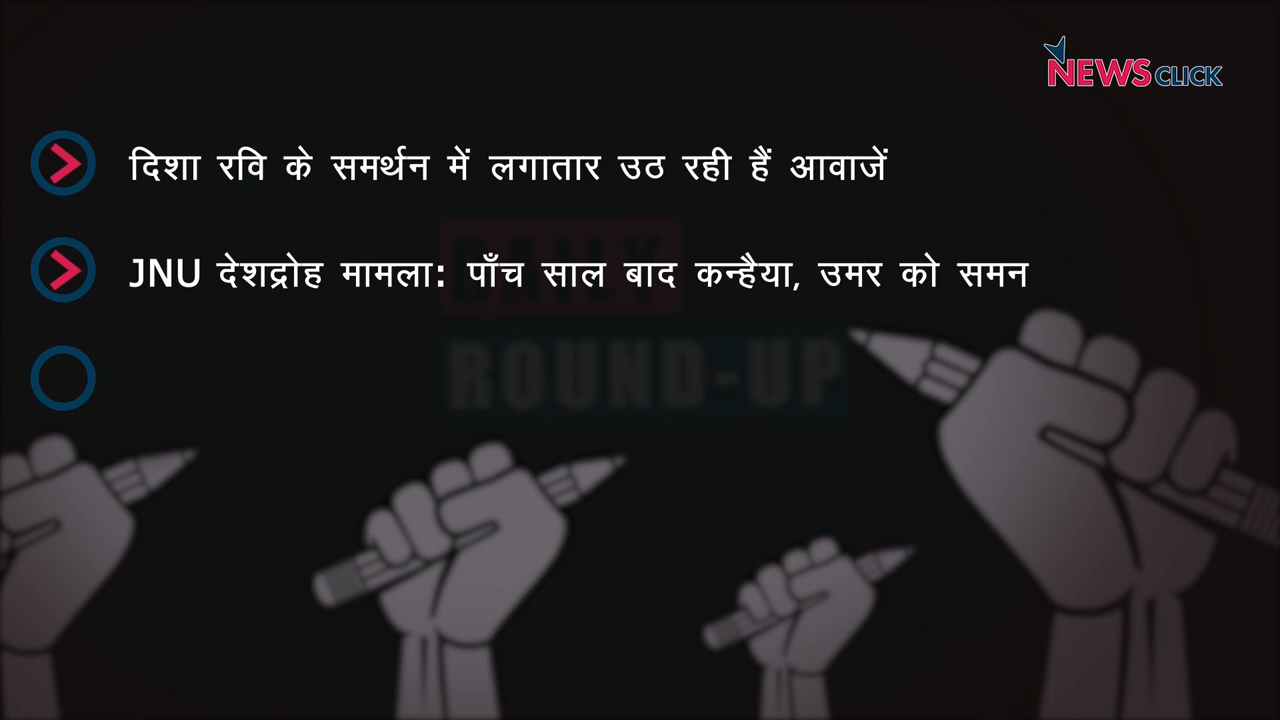 NEWSCLICK
दिशा रवि के समर्थन में लगातार उठ रही हैं आवाजें
JNU देशद्रोह मामला: पाँच साल बाद कन्हैया, उमर को समन
DAILY
ROUND-UP